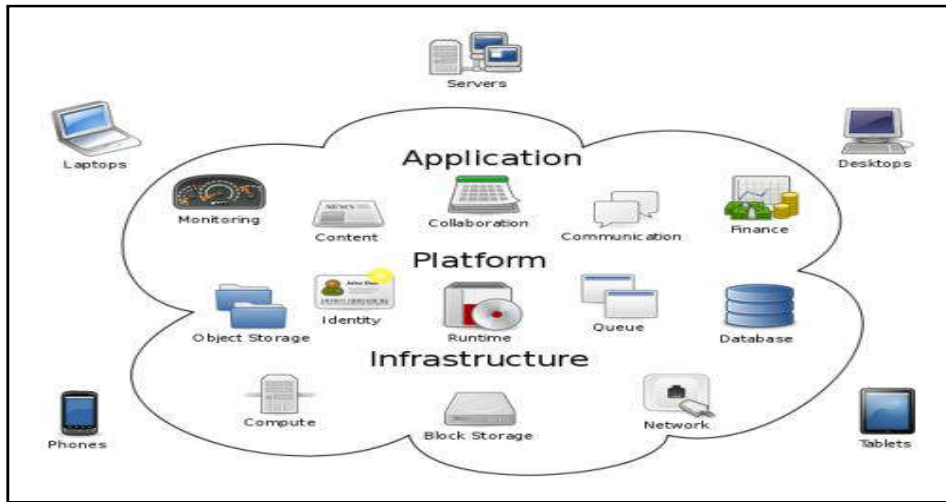 Servers
Laptops
Desktops
Application
Monitoring
Content
Collaboration
Communication
Finance
Platform
Object Storage
Identity
Runtime
Queue
Database
Infrastructure
Compute
Block Storage
Network
Phones
Tablets